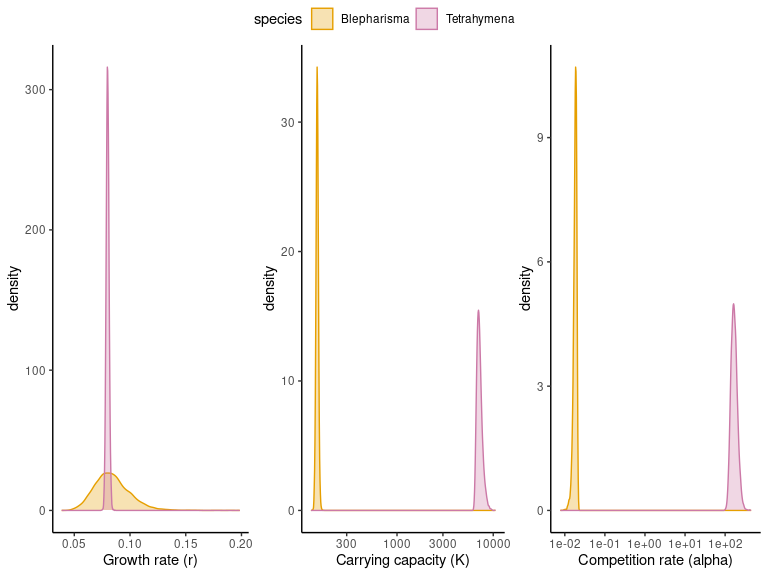 species Blepharisma Tetrahymena
density
300
200
100
0
0.05 0.10 0.15 0.20
Growth rate (r)
density
30
20
10
0
300 1000 3000 10000
Carrying capacity (K)
density
9
6
3
0
1e-02 1e-01 1e+00 1e+01 1e+02
Competition rate (alpha)